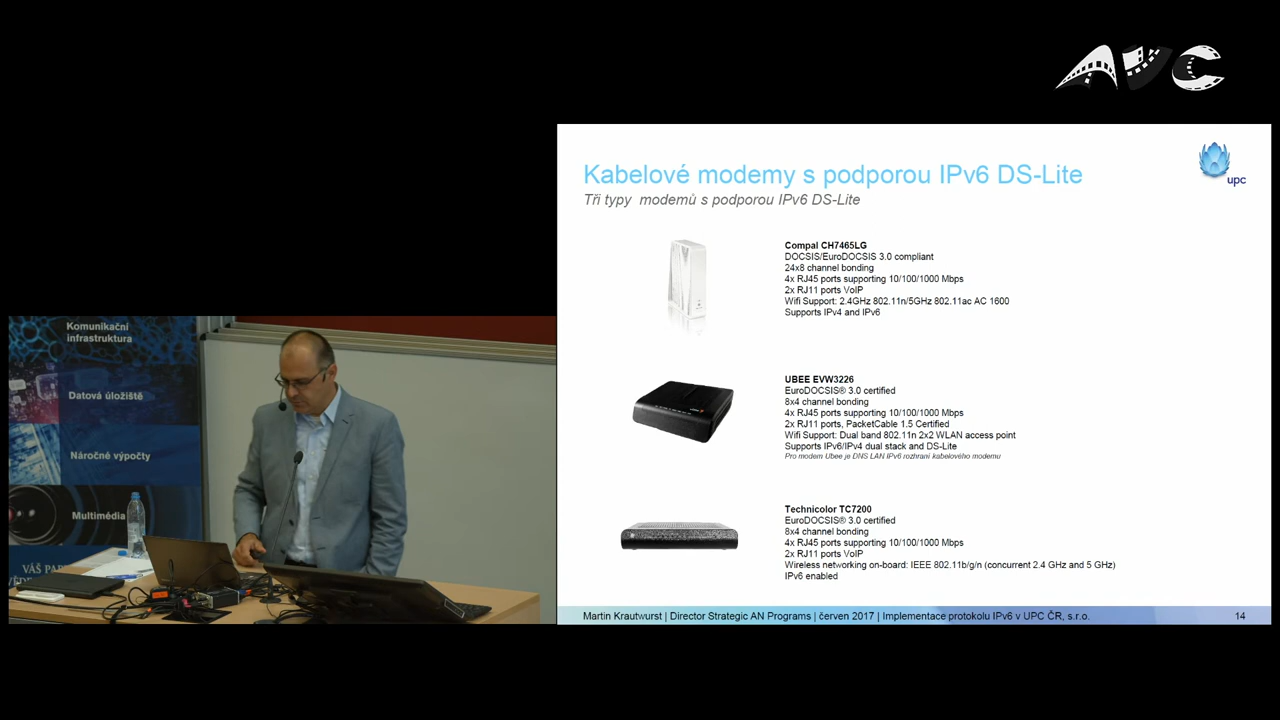 AVC
Kabelové modemy s podporou IPv6 DS-Lite
Tři typy modemů s podporou IPv6 DS-Lite
upc
Compal CH7465LG
DOCSIS/EuroDOCSIS 3.0 compliant
24x8 channel bonding
4x RJ45 ports supporting 10/100/1000 Mbps
2x RJ11 ports VoIP
Wifi Support: 2.4GHz 802.11n/5GHz 802.11ac AC 1600
Supports IPv4 and IPv6
UBEE EVW3226
EuroDOCSIS® 3.0 certified
8x4 channel bonding
4x RJ45 ports supporting 10/100/1000 Mbps
2x RJ11 ports, PacketCable 1.5 Certified
Wifi Support: Dual band 802.11n 2x2 WLAN access point
Supports IPv6/IPv4 dual stack and DS-Lite
Pro modem Ubee je DNS LAN IPv6 rozhraní kabelového modemu
Technicolor TC7200
EuroDOCSIS® 3.0 certified
8x4 channel bonding
4x RJ45 ports supporting 10/100/1000 Mbps
2x RJ11 ports VoIP
Wireless networking on-board: IEEE 802.11b/g/n (concurrent 2.4 GHz and 5 GHz)
IPv6 enabled
Martin Krautwurst | Director Strategic AN Programs | červen 2017 | Implementace protokolu IPv6 v UPC ČR, s.r.o.
14
Komunikační
infrastruktura
Datová úložiště
Náročné výpočty
Multimédia
VÁŠ